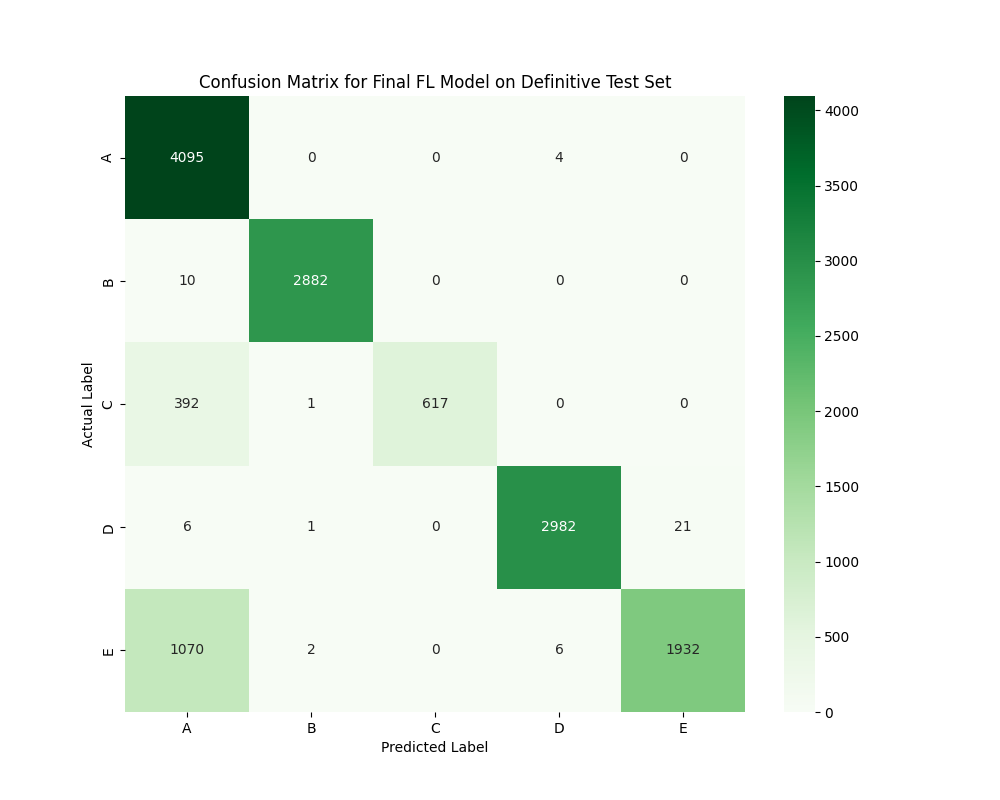 Confusion Matrix for Final FL Model on Definitive Test Set
A 4095 0 0 4 0
B 10 2882 0 0 0
C 392 1 617 0 0
D 6 1 0 2982 21
E 1070 2 0 6 1932
A B C D E
Predicted Label
Actual Label
4000
3500
3000
2500
2000
1500
1000
500
0